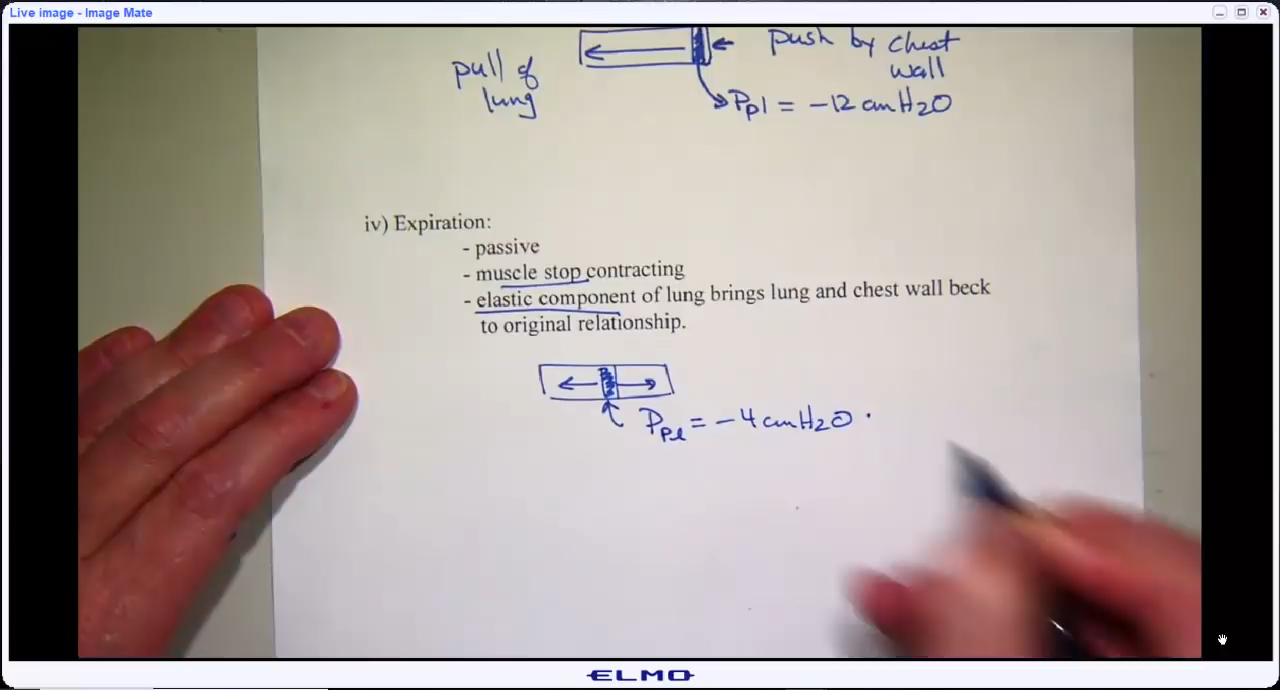 Live image - Image Mate
push by chest
wall
pull of
lung
Ppl = -12 cmH2O
iv) Expiration:
- passive
- muscle stop contracting
- elastic component of lung brings lung and chest wall beck
to original relationship.
Ppl = -4 cmH2O
ELMO